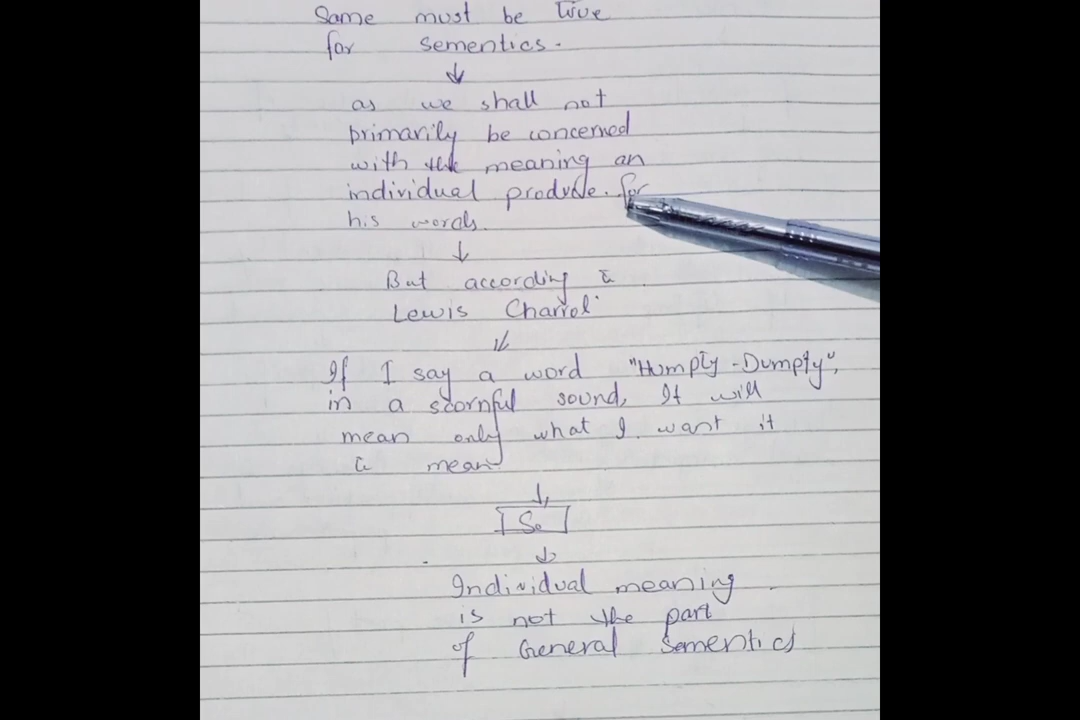 Same must be true
for sementics.
as we shall not
primarily be concerned
with the meaning an
individual produce for
his words.
But according to
Lewis Charrol
If I say a word "Humpty-Dumpty",
in a scornful sound, It will
mean only what I want it
to mean
So
Individual meaning
is not the part
of General Sementics